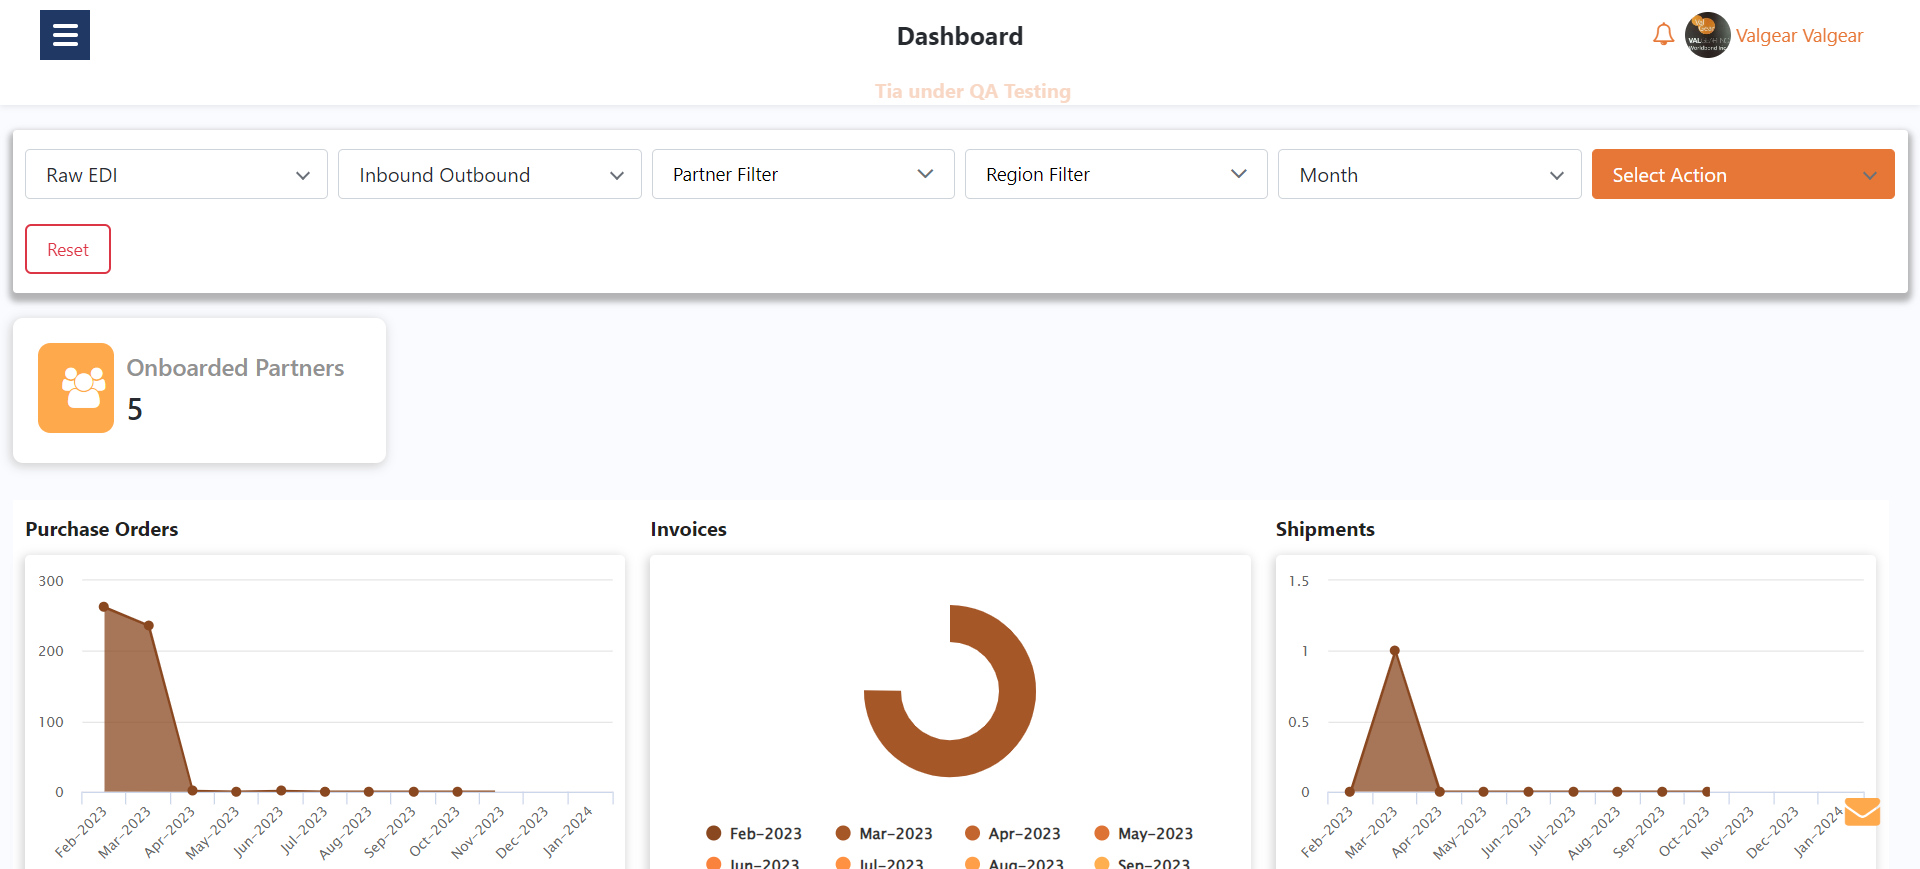 Dashboard
Valgear Valgear
Tia under QA Testing
Raw EDI
Inbound Outbound
Partner Filter
Region Filter
Month
Select Action
Reset
Onboarded Partners
5
Purchase Orders
300
200
100
0
Feb-2023
Mar-2023
Apr-2023
May-2023
Jun-2023
Jul-2023
Aug-2023
Sep-2023
Oct-2023
Nov-2023
Dec-2023
Jan-2024
Invoices
Feb-2023
Mar-2023
Apr-2023
May-2023
Jun-2023
Jul-2023
Aug-2023
Sep-2023
Shipments
1.5
1
0.5
0
Feb-2023
Mar-2023
Apr-2023
May-2023
Jun-2023
Jul-2023
Aug-2023
Sep-2023
Oct-2023
Nov-2023
Dec-2023
Jan-2024